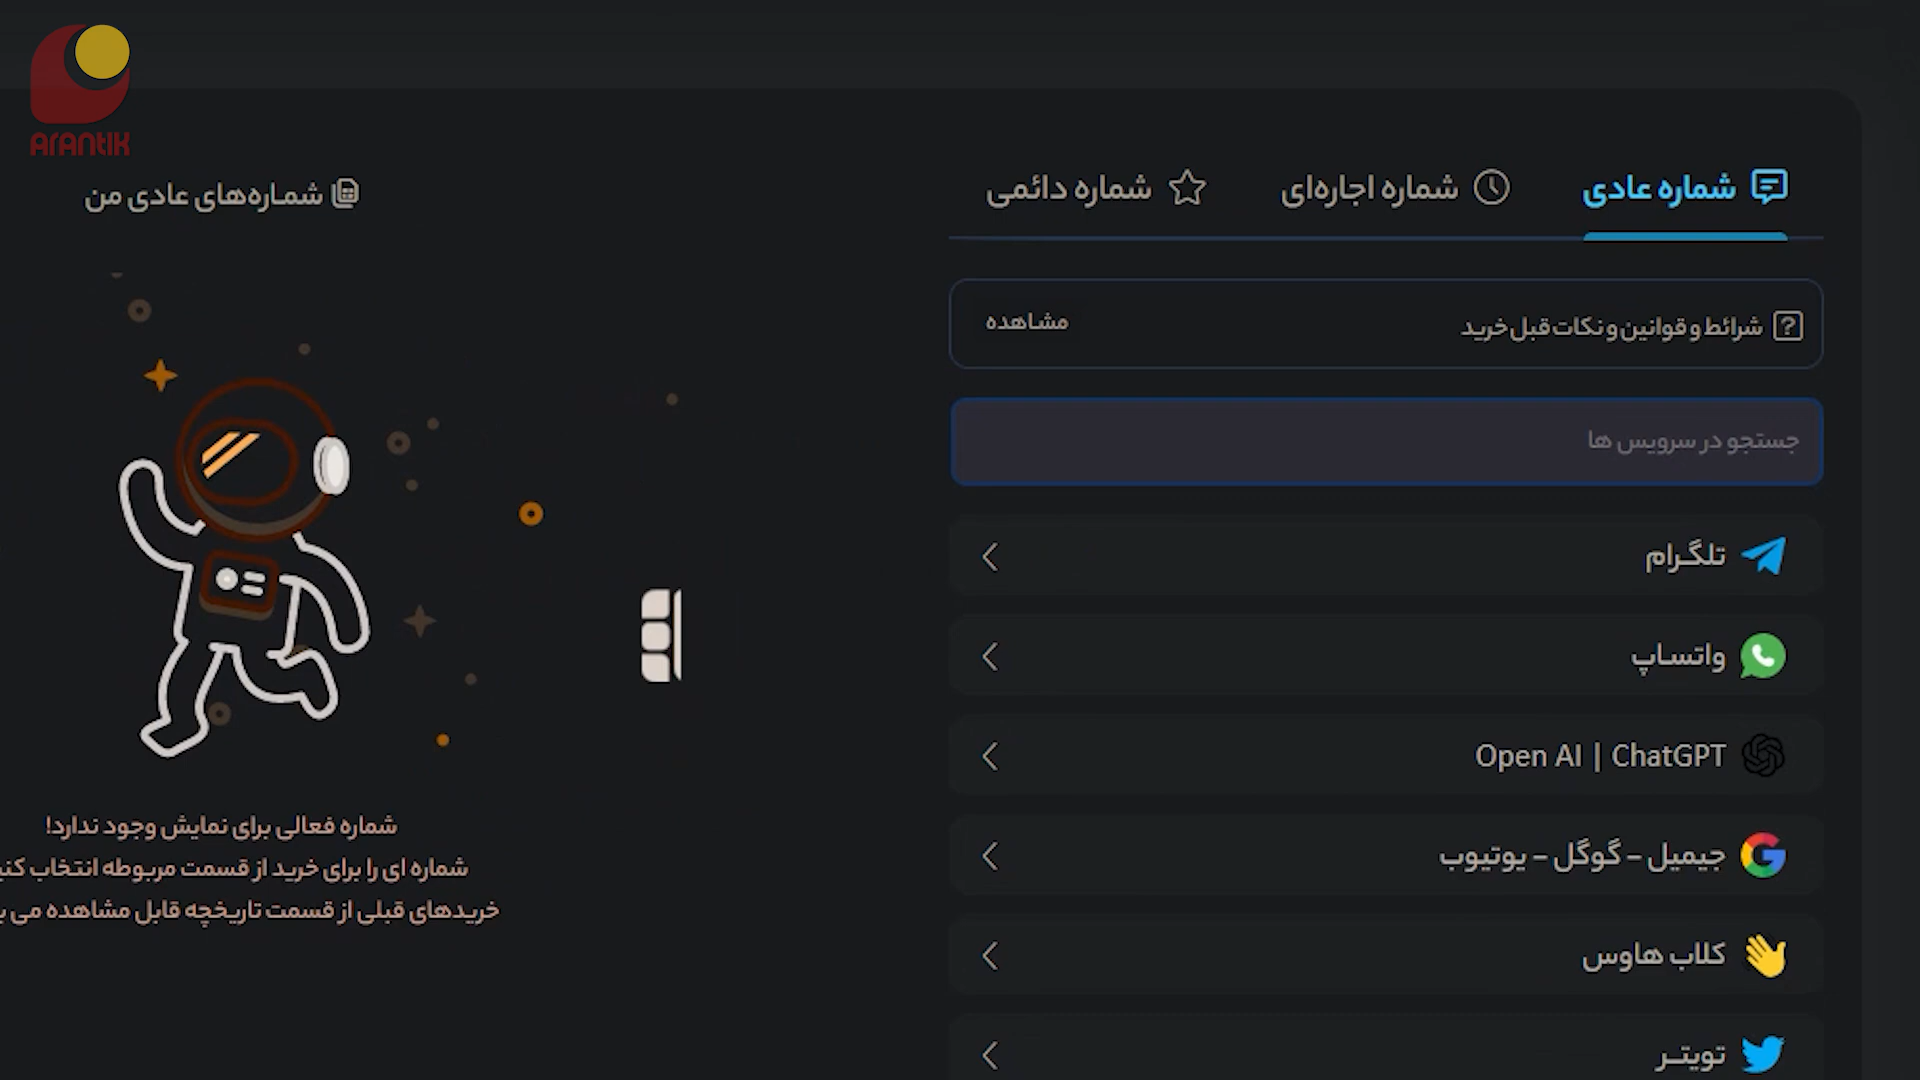 ArAntIK
شماره عادی
شماره اجاره‌ای
شماره دائمی
شماره‌های عادی من
شرائط و قوانین و نکات قبل خرید
مشاهده
جستجو در سرویس ها
تلگرام
واتساپ
Open AI | ChatGPT
جیمیل - گوگل - یوتیوب
کلاب هاوس
تویتر
شماره فعالی برای نمایش وجود ندارد!
شماره ای را برای خرید از قسمت مربوطه انتخاب
خریدهای قبلی از قسمت تاریخچه قابل مشاهده می